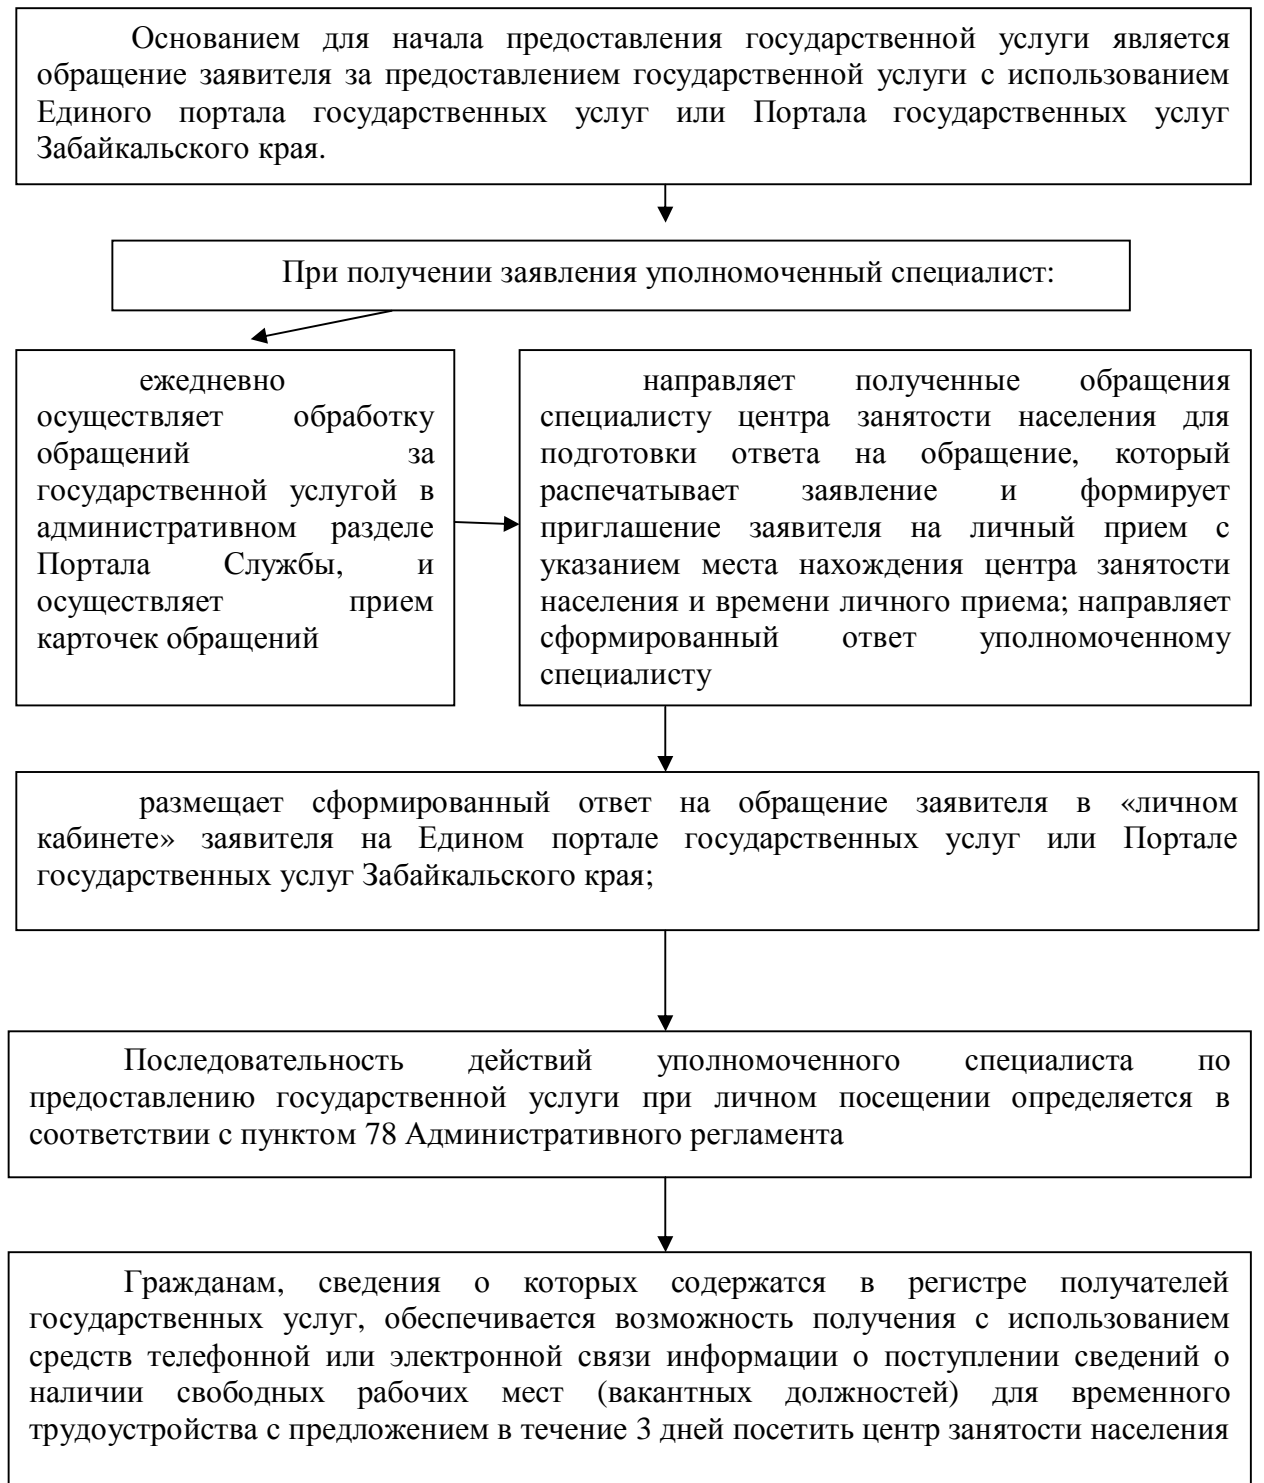 Основанием для начала предоставления государственной услуги является
обращение заявителя за предоставлением государственной услуги с использованием
Единого портала государственных услуг или Портала государственных услуг
Забайкальского края.
При получении заявления уполномоченный специалист:
ежедневно
осуществляет обработку
обращений за
государственной услугой в
административном разделе
Портала Службы, и
осуществляет прием
карточек обращений
направляет полученные обращения
специалисту центра занятости населения для
подготовки ответа на обращение, который
распечатывает заявление и формирует
приглашение заявителя на личный прием с
указанием места нахождения центра занятости
населения и времени личного приема; направляет
сформированный ответ уполномоченному
специалисту
размещает сформированный ответ на обращение заявителя в «личном
кабинете» заявителя на Едином портале государственных услуг или Портале
государственных услуг Забайкальского края;
Последовательность действий уполномоченного специалиста по
предоставлению государственной услуги при личном посещении определяется в
соответствии с пунктом 78 Административного регламента
Гражданам, сведения о которых содержатся в регистре получателей
государственных услуг, обеспечивается возможность получения с использованием
средств телефонной или электронной связи информации о поступлении сведений о
наличии свободных рабочих мест (вакантных должностей) для временного
трудоустройства с предложением в течение 3 дней посетить центр занятости населения